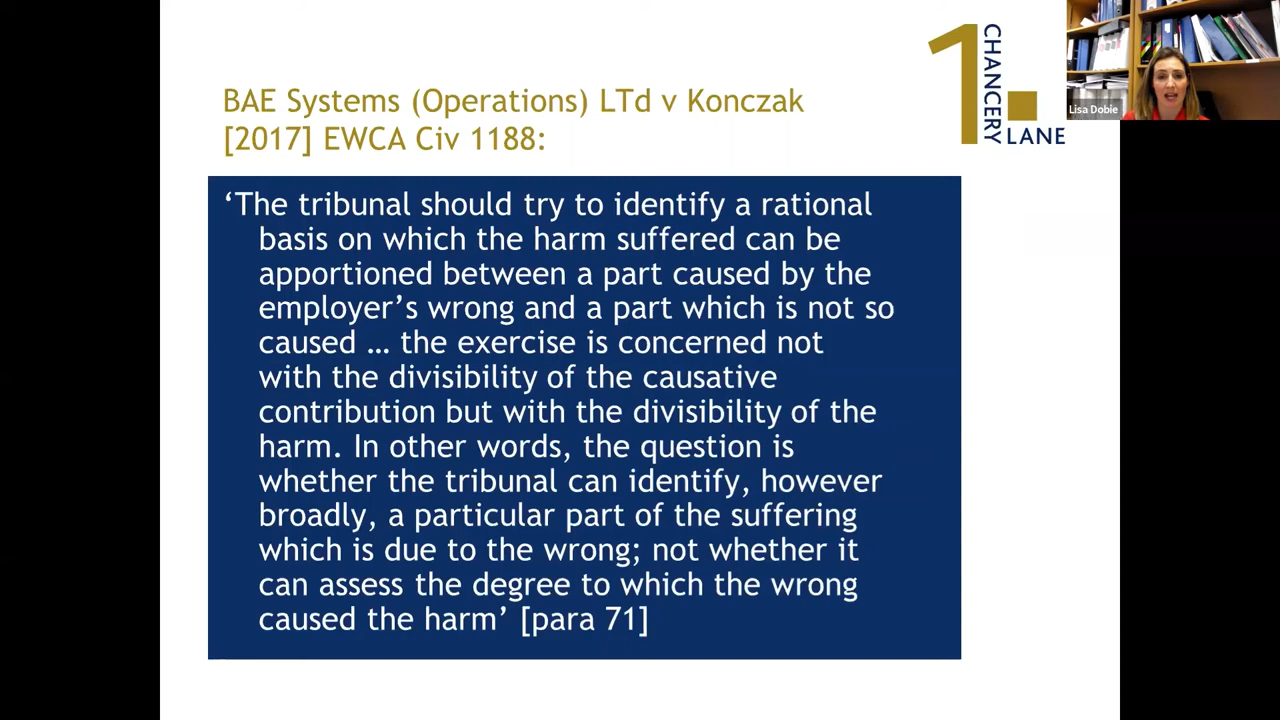 BAE Systems (Operations) LTd v Konczak
[2017] EWCA Civ 1188:
‘The tribunal should try to identify a rational
basis on which the harm suffered can be
apportioned between a part caused by the
employer’s wrong and a part which is not so
caused … the exercise is concerned not
with the divisibility of the causative
contribution but with the divisibility of the
harm. In other words, the question is
whether the tribunal can identify, however
broadly, a particular part of the suffering
which is due to the wrong; not whether it
can assess the degree to which the wrong
caused the harm’ [para 71]
1
CHANCERY
LANE
Lisa Dobie